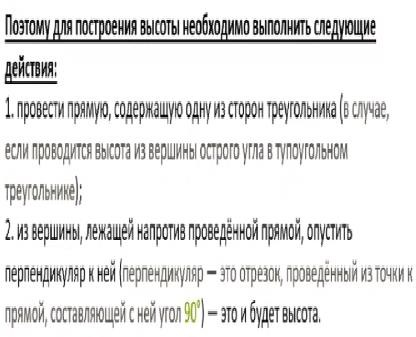 Поэтому для построения высоты необходимо выполнить следующие
действия:
1. провести прямую, содержащую одну из сторон треугольника (в случае,
если проводится высота из вершины острого угла в тупоугольном
треугольнике);
2. из вершины, лежащей напротив проведённой прямой, опустить
перпендикуляр к ней (перпендикуляр — это отрезок, проведённый из точки к
прямой, составляющей с ней угол 90°) — это и будет высота.